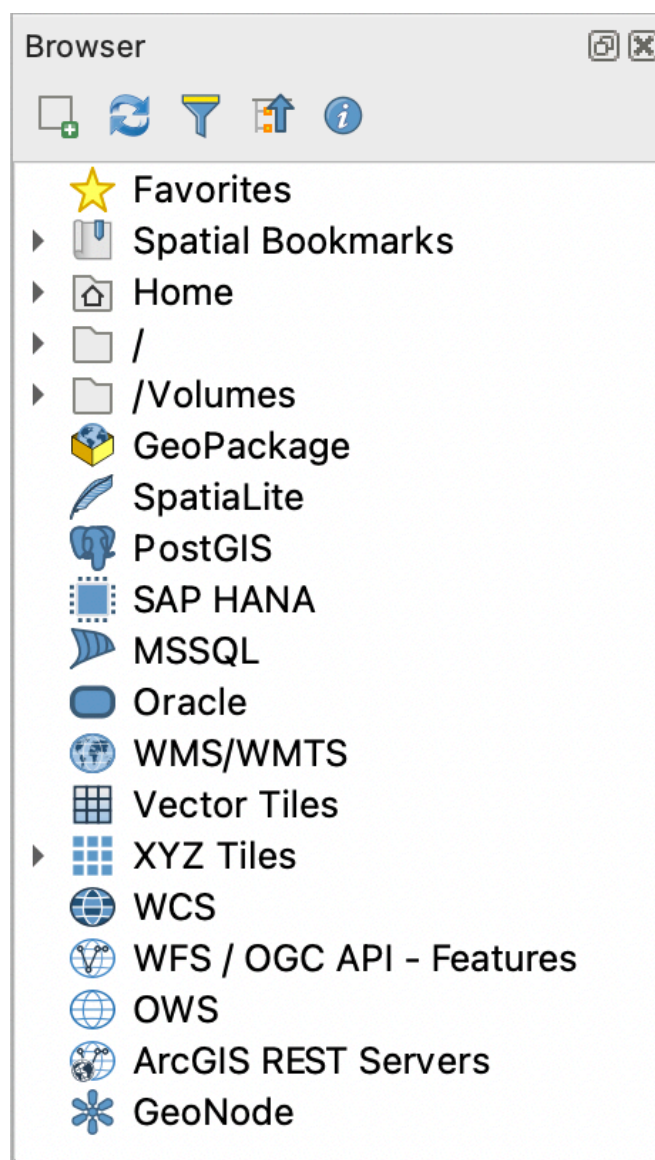 Browser
Favorites
Spatial Bookmarks
Home
/
/Volumes
GeoPackage
SpatiaLite
PostGIS
SAP HANA
MSSQL
Oracle
WMS/WMTS
Vector Tiles
XYZ Tiles
WCS
WFS / OGC API - Features
OWS
ArcGIS REST Servers
GeoNode